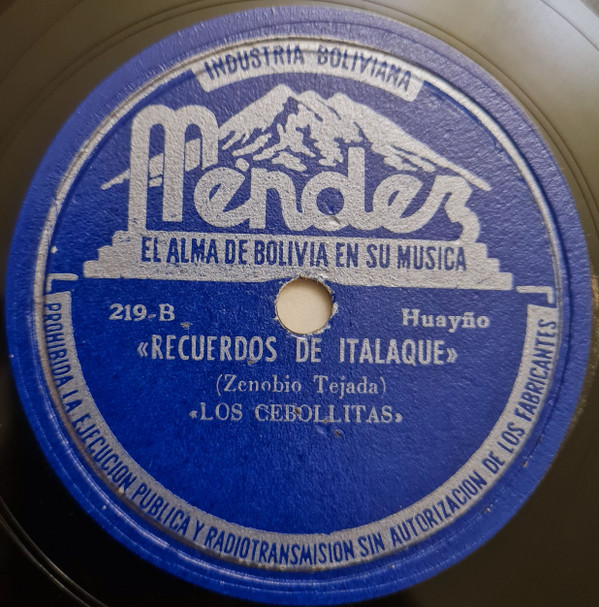 INDUSTRIA BOLIVIANA
Méndez
EL ALMA DE BOLIVIA EN SU MUSICA
219-B
Huayño
«RECUERDOS DE ITALAQUE»
(Zenobio Tejada)
«LOS CEBOLLITAS»
PROHIBIDA LA EJECUCION PUBLICA Y RADIOTRANSMISION SIN AUTORIZACION DE LOS FABRICANTES